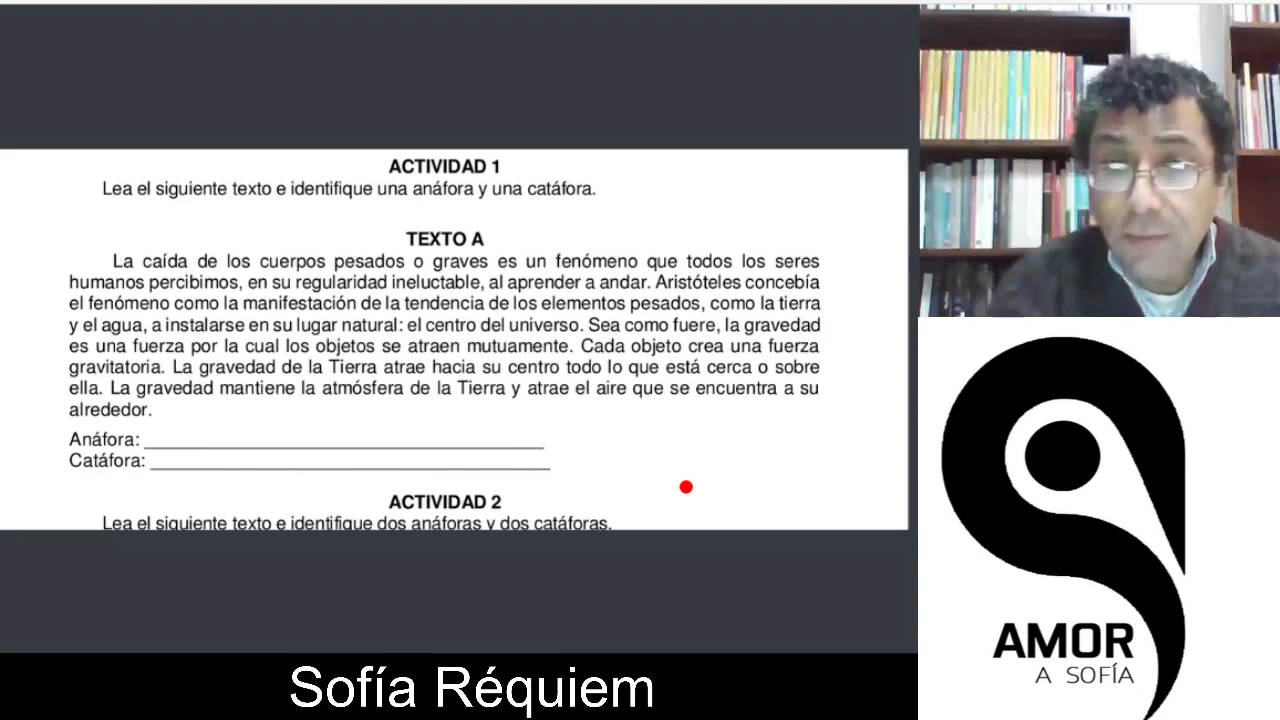 ACTIVIDAD 1
Lea el siguiente texto e identifique una anáfora y una catáfora.
TEXTO A
La caída de los cuerpos pesados o graves es un fenómeno que todos los seres
humanos percibimos, en su regularidad ineluctable, al aprender a andar. Aristóteles concebía
el fenómeno como la manifestación de la tendencia de los elementos pesados, como la tierra
y el agua, a instalarse en su lugar natural: el centro del universo. Sea como fuere, la gravedad
es una fuerza por la cual los objetos se atraen mutuamente. Cada objeto crea una fuerza
gravitatoria. La gravedad de la Tierra atrae hacia su centro todo lo que está cerca o sobre
ella. La gravedad mantiene la atmósfera de la Tierra y atrae el aire que se encuentra a su
alrededor.
Anáfora: ________________________________________
Catáfora: ________________________________________
ACTIVIDAD 2
Lea el siguiente texto e identifique dos anáforas y dos catáforas.
AMOR
A SOFÍA
Sofía Réquiem